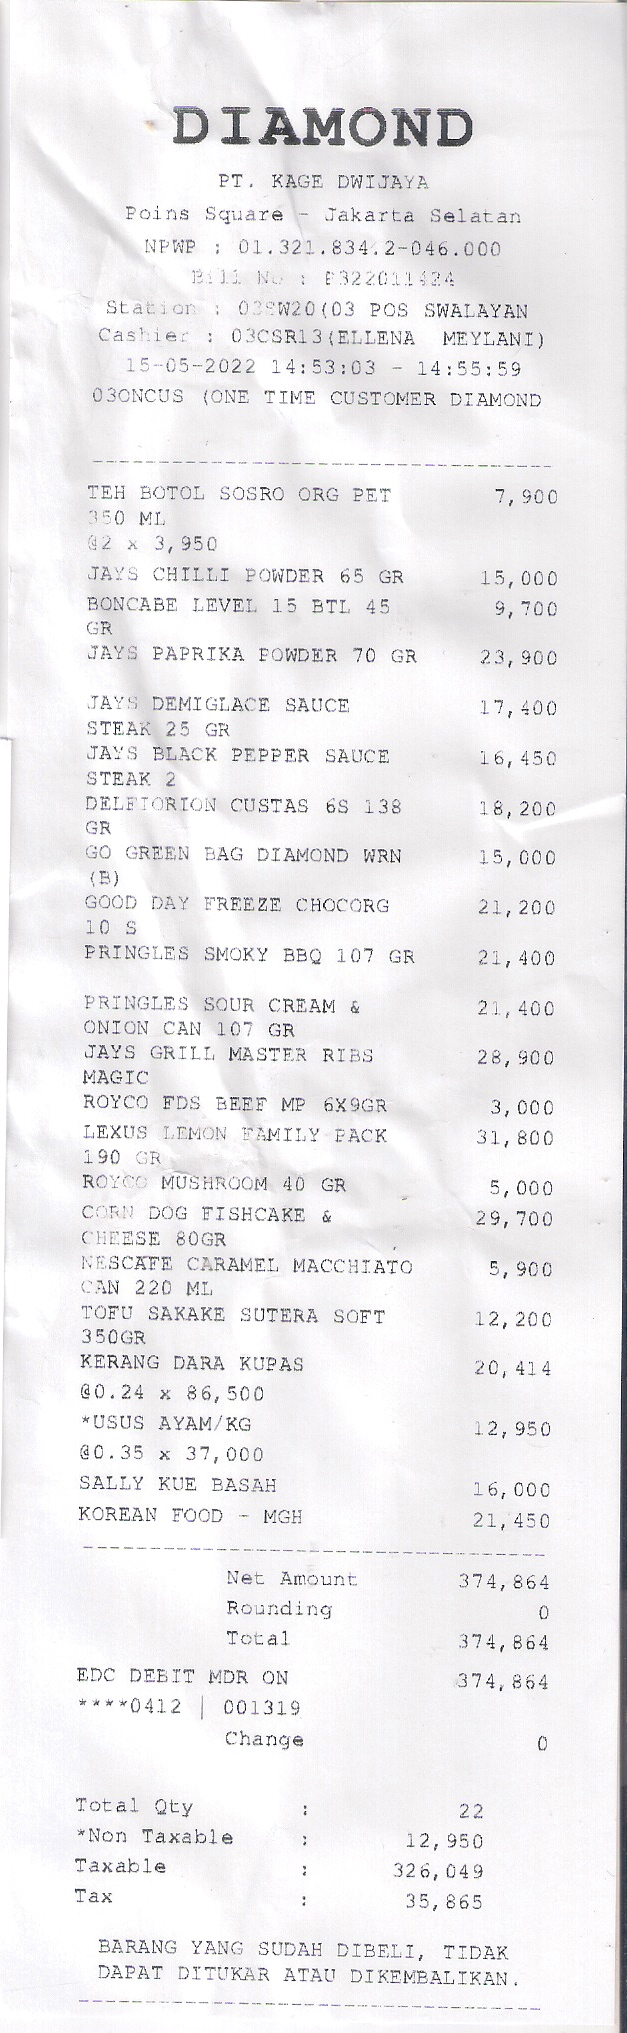 DIAMOND
PT. KAGE DWIJAYA
Poins Square - Jakarta Selatan
NPWP : 01.321.834.2-046.000
Bill No :
Station : 03SW20(03 POS SWALAYAN
Cashier : 03CSR13(ELLENA MEYLANI)
15-05-2022 14:53:03 - 14:55:59
03ONCUS (ONE TIME CUSTOMER DIAMOND
TEH BOTOL SOSRO ORG PET 7,900
350 ML
@2 x 3,950
JAYS CHILLI POWDER 65 GR 15,000
BONCABE LEVEL 15 BTL 45 9,700
GR
JAYS PAPRIKA POWDER 70 GR 23,900
JAYS DEMIGLACE SAUCE 17,400
STEAK 25 GR
JAYS BLACK PEPPER SAUCE 16,450
STEAK 2
DELFIORION CUSTAS 6S 138 18,200
GR
GO GREEN BAG DIAMOND WRN 15,000
(B)
GOOD DAY FREEZE CHOCORG 21,200
10 S
PRINGLES SMOKY BBQ 107 GR 21,400
PRINGLES SOUR CREAM & 21,400
ONION CAN 107 GR
JAYS GRILL MASTER RIBS 28,900
MAGIC
ROYCO FDS BEEF MP 6X9GR 3,000
LEXUS LEMON FAMILY PACK 31,800
190 GR
ROYCO MUSHROOM 40 GR 5,000
CORN DOG FISHCAKE & 29,700
CHEESE 80GR
NESCAFE CARAMEL MACCHIATO 5,900
CAN 220 ML
TOFU SAKAKE SUTERA SOFT 12,200
350GR
KERANG DARA KUPAS 20,414
@0.24 x 86,500
*USUS AYAM/KG 12,950
@0.35 x 37,000
SALLY KUE BASAH 16,000
KOREAN FOOD - MGH 21,450
Net Amount 374,864
Rounding 0
Total 374,864
EDC DEBIT MDR ON 374,864
****0412 | 001319
Change 0
Total Qty : 22
*Non Taxable : 12,950
Taxable : 326,049
Tax : 35,865
BARANG YANG SUDAH DIBELI, TIDAK
DAPAT DITUKAR ATAU DIKEMBALIKAN.